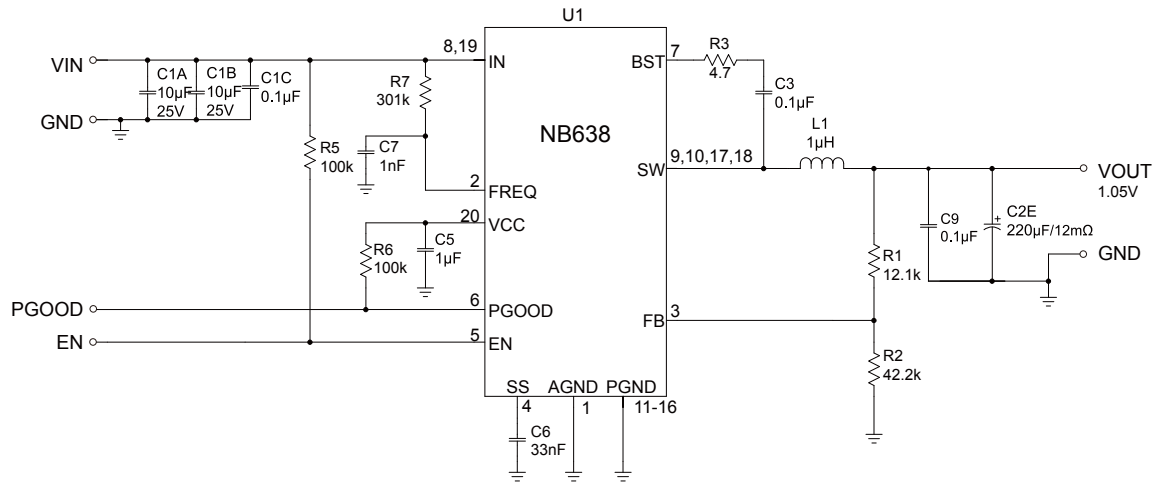 U1
8,19
IN
VIN
C1A
10µF
25V
C1B
10µF
25V
C1C
0.1µF
GND
R7
301k
R5
100k
C7
1nF
2
FREQ
20
VCC
R6
100k
C5
1µF
PGOOD
6
PGOOD
EN
5
EN
NB638
BST
7
R3
4.7
C3
0.1µF
L1
1µH
9,10,17,18
SW
VOUT
1.05V
C9
0.1µF
+
C2E
220µF/12mΩ
GND
R1
12.1k
FB
3
R2
42.2k
SS
4
AGND
1
PGND
11-16
C6
33nF